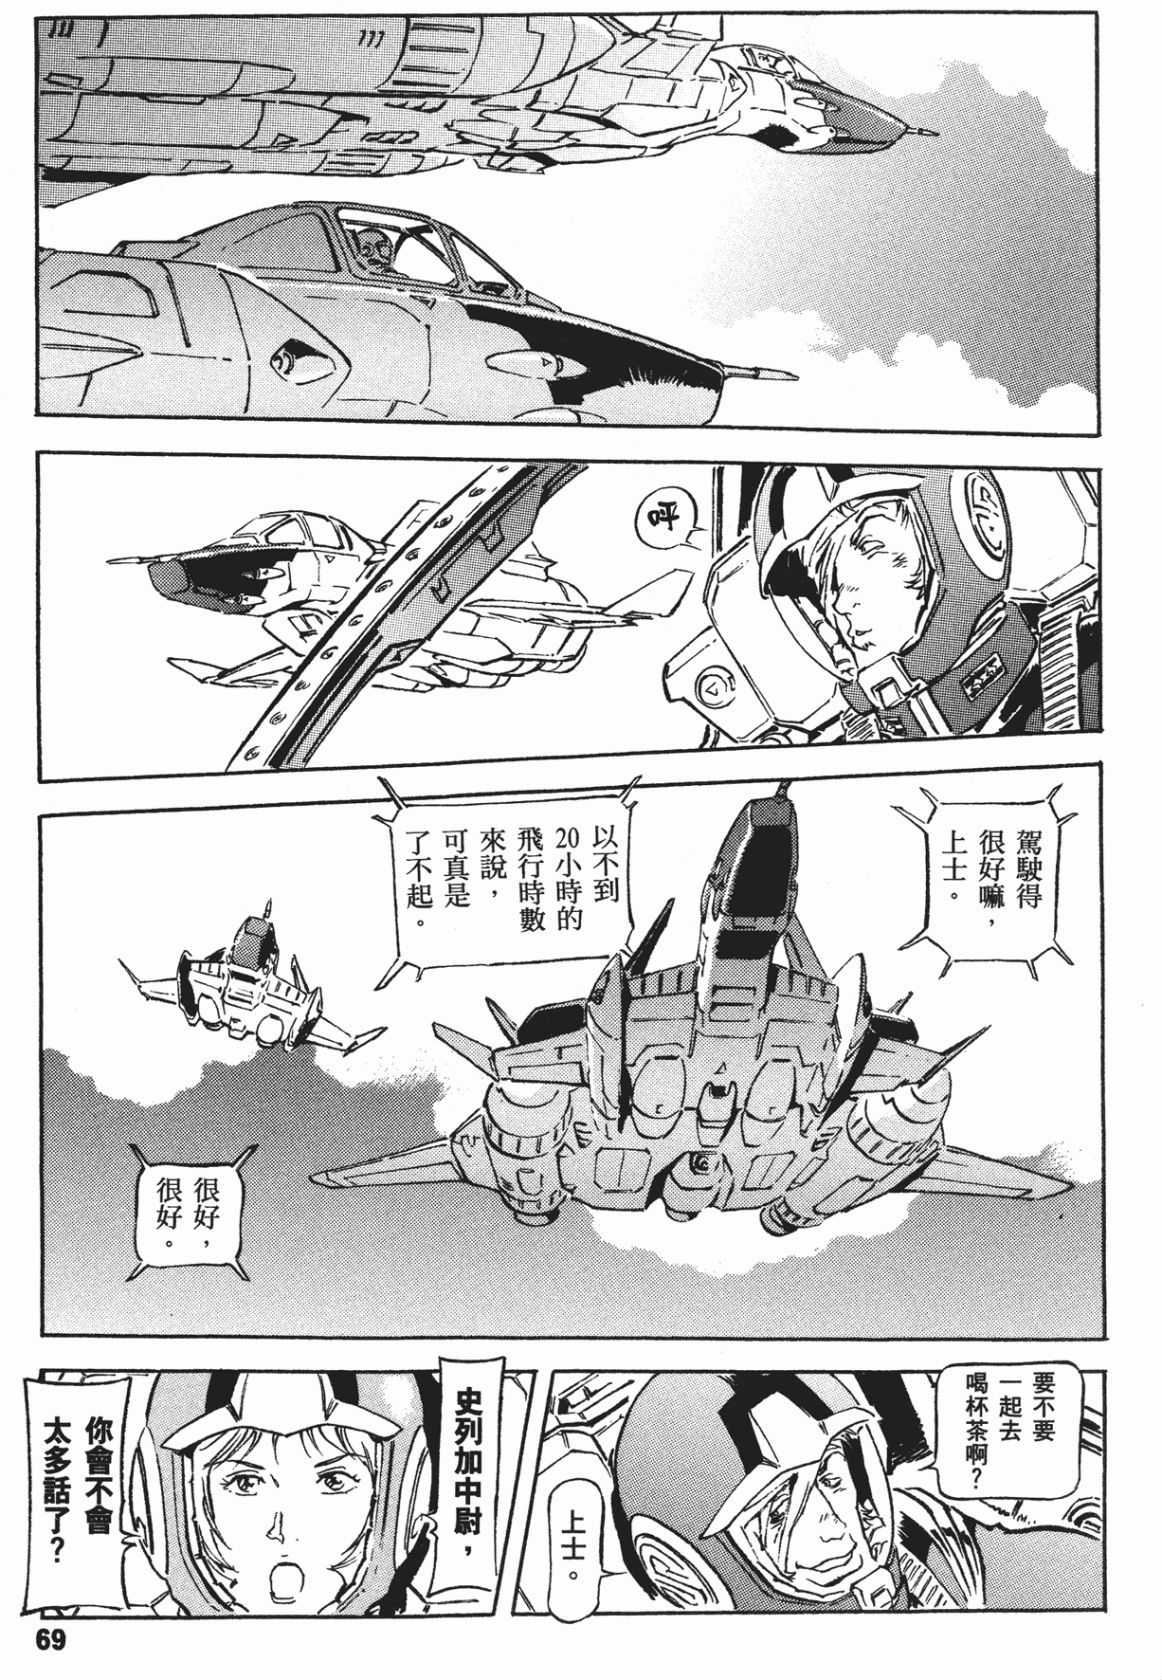 呼
駕駛得
很好嘛，
上士。
以不到
20小時的
飛行時數
來說，
可真是
了不起。
很好，
很好。
要不要
一起去
喝杯茶啊？
上士。
史列加中尉，
你會不會
太多話了？
69